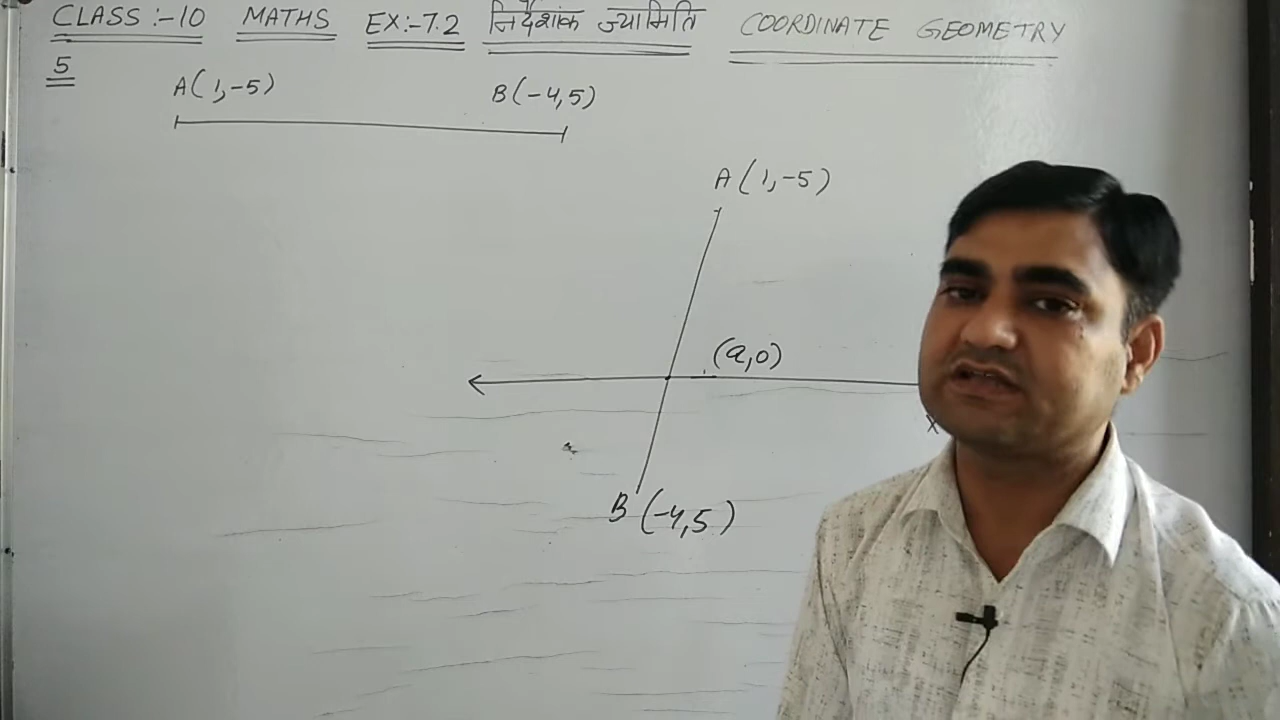 CLASS :- 10 MATHS EX:- 7.2 निर्देशांक ज्यामिति COORDINATE GEOMETRY
5
A(1,-5) B(-4,5)
A(1,-5)
(a,0)
X
B(-4,5)